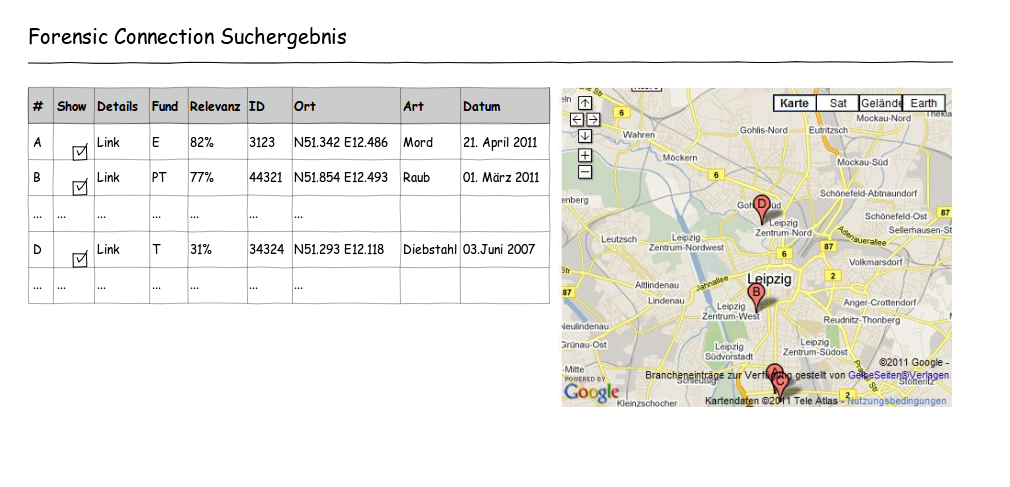 Forensic Connection Suchergebnis
# Show Details Fund Relevanz ID Ort Art Datum
A Link E 82% 3123 N51.342 E12.486 Mord 21. April 2011
B Link PT 77% 44321 N51.854 E12.493 Raub 01. März 2011
... ... ... ... ... ... ...
D Link T 31% 34324 N51.293 E12.118 Diebstahl 03.Juni 2007
... ... ... ... ... ... ...
Karte Sat Gelände Earth
6
Mockau-Nord
Wahren
Gohlis-Nord Eutritzsch
Möckern
Mockau-Süd
6
Schönefeld-Abtnaundorf
enberg
D
87
Schönefeld-Ost
Leipzig
Zentrum-Nord
Sellerhausen-St
Leutzsch
Leipzig
Zentrum-Nordwest
Adenauerallee
87
6
Volkmarsdorf
2
Leipzig
Altlindenau
Jahnallee
87
B
Lindenau
Anger-Crottendorf
Leipzig
Zentrum-West
Reudnitz-Thonberg
Neulindenau
Grünau-Ost
Leipzig
Südvorstadt
Leipzig
Zentrum-Südost
©2011 Google -
-Mitte
A
Brancheneinträge zur Verfügung gestellt von GelbeSeiten®Verlagen
C
POWERED BY
Google
Schleußig
Stötteritz
2
Kleinzschocher
Kartendaten ©2011 Tele Atlas - Nutzungsbedingungen